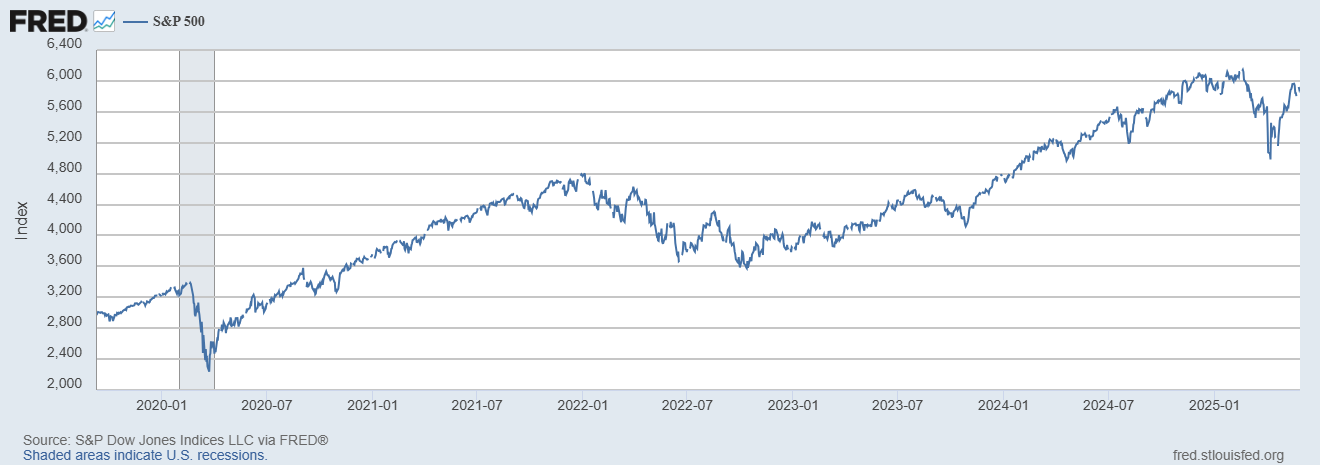 FRED® S&P 500
6,400
6,000
5,600
5,200
4,800
4,400
4,000
3,600
3,200
2,800
2,400
2,000
Index
2020-01 2020-07 2021-01 2021-07 2022-01 2022-07 2023-01 2023-07 2024-01 2024-07 2025-01
Source: S&P Dow Jones Indices LLC via FRED®
Shaded areas indicate U.S. recessions. fred.stlouisfed.org